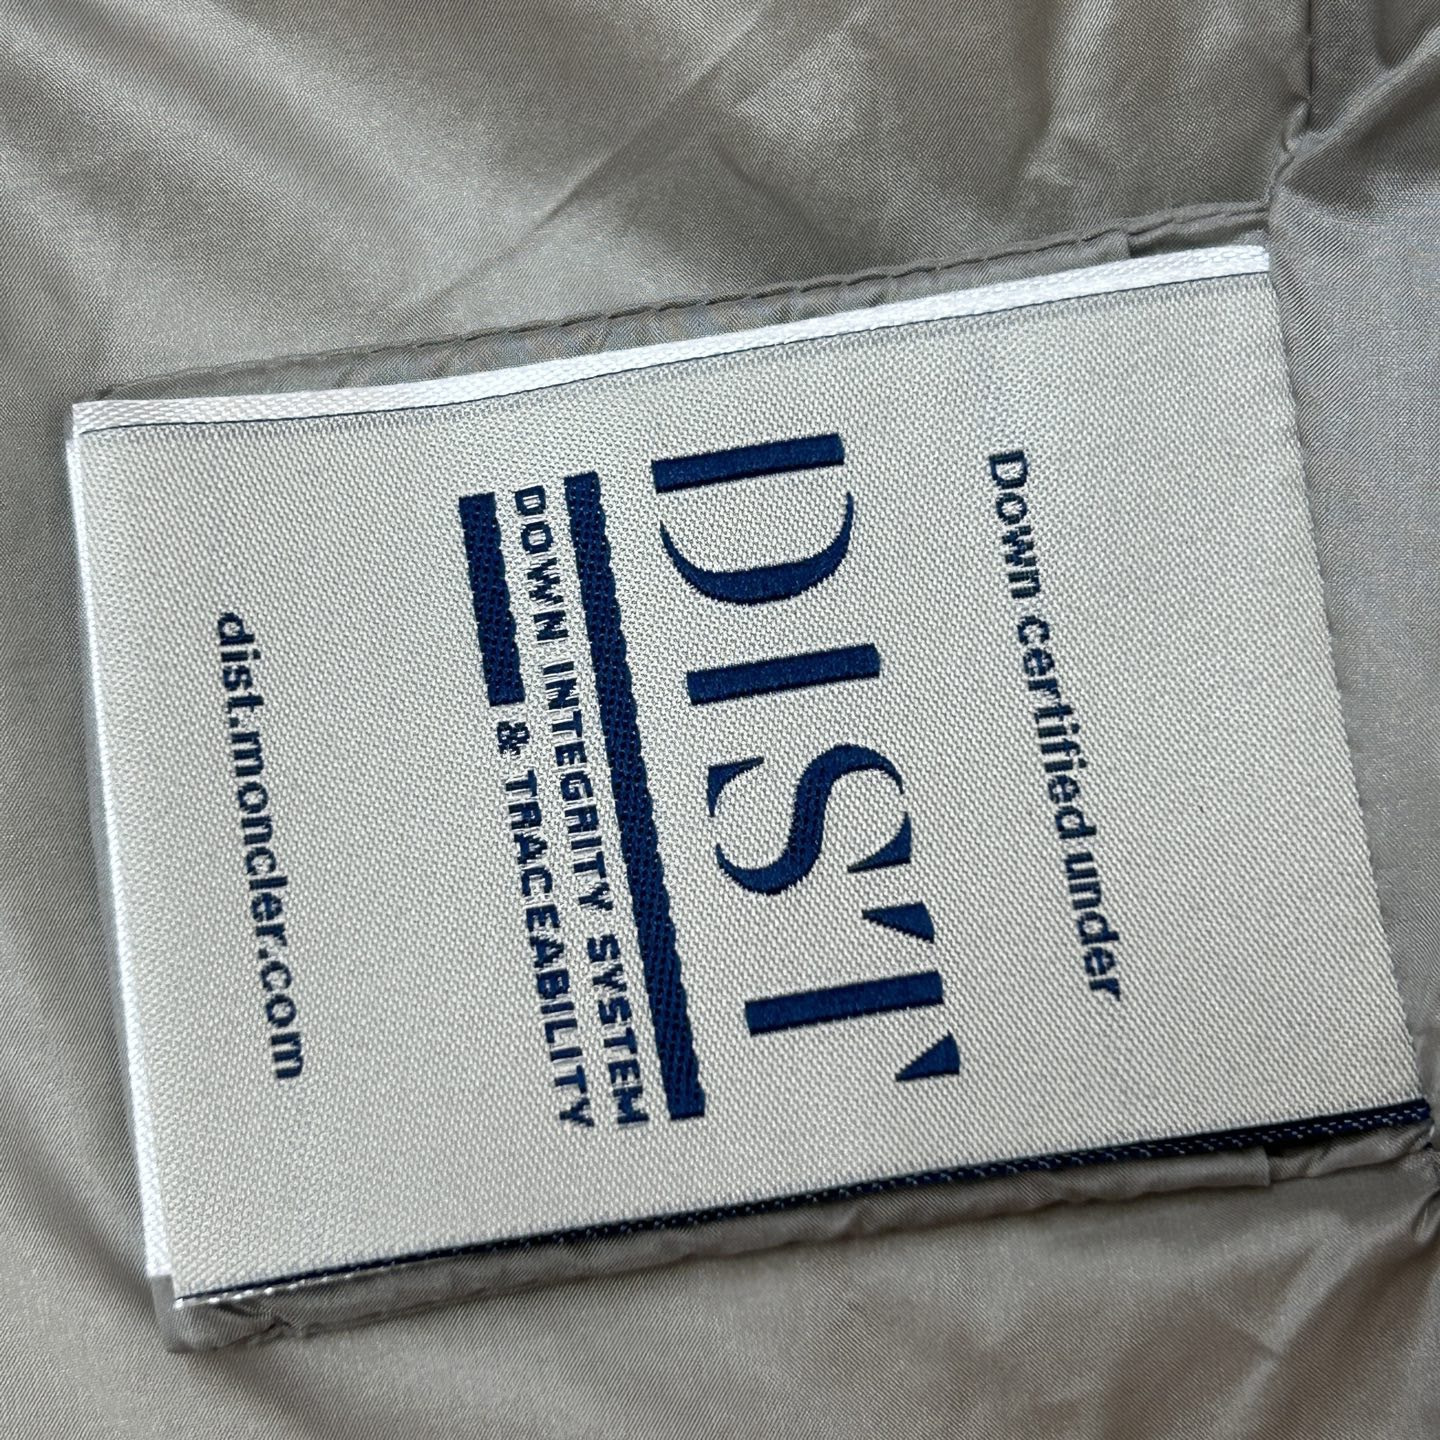 Down certified under
DIST
DOWN INTEGRITY SYSTEM
& TRACEABILITY
dist.moncler.com